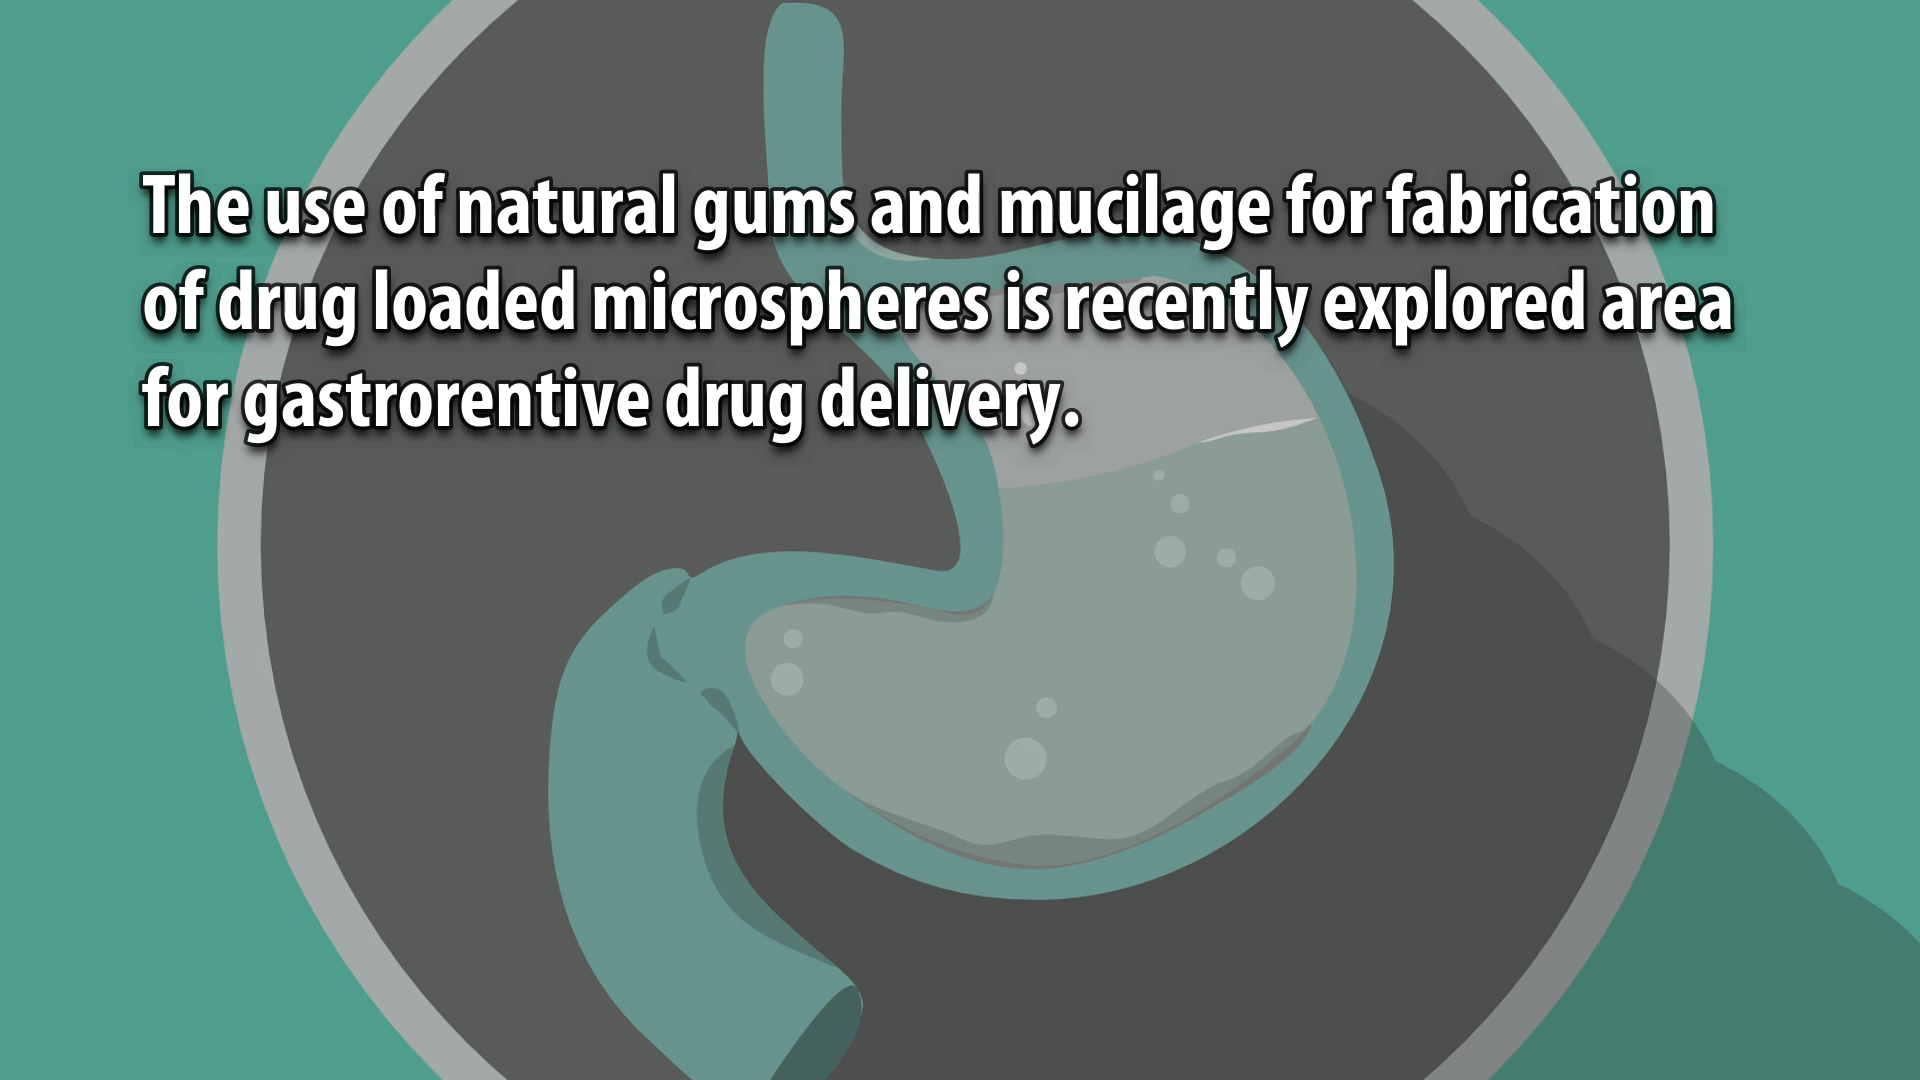 The use of natural gums and mucilage for fabrication
of drug loaded microspheres is recently explored area
for gastrorentive drug delivery.